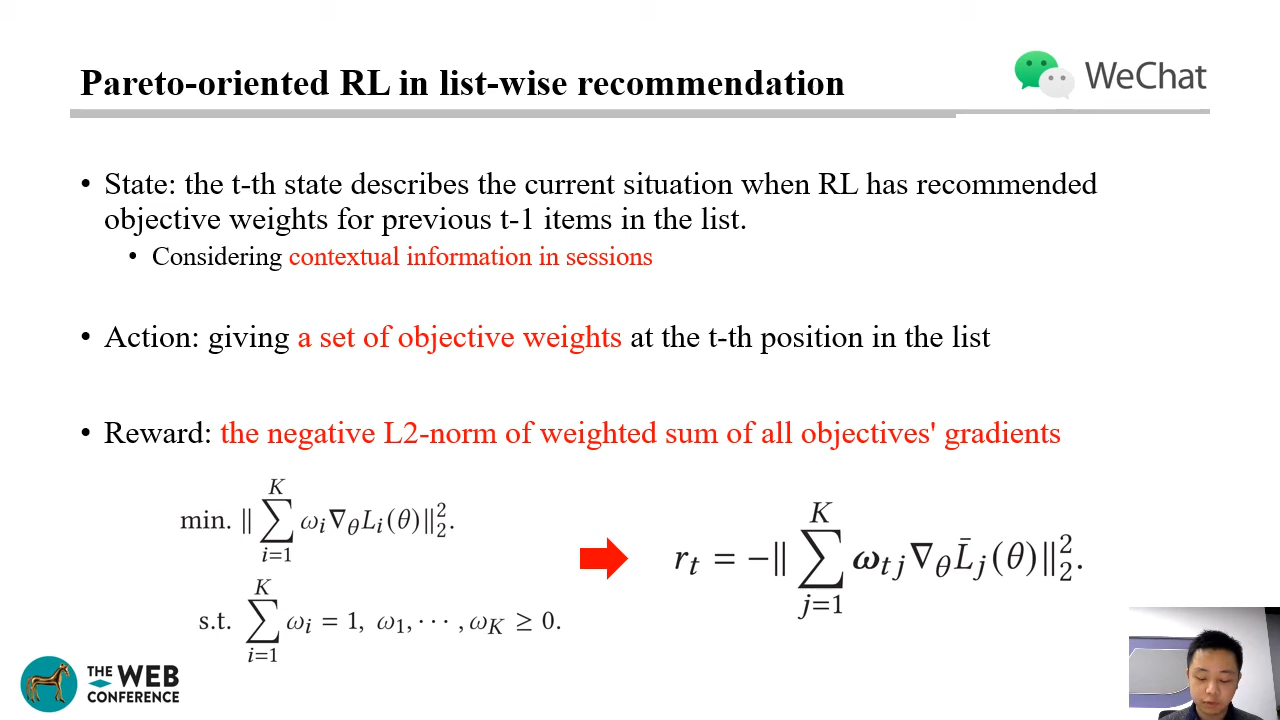 Pareto-oriented RL in list-wise recommendation
WeChat
• State: the t-th state describes the current situation when RL has recommended
objective weights for previous t-1 items in the list.
• Considering contextual information in sessions
• Action: giving a set of objective weights at the t-th position in the list
• Reward: the negative L2-norm of weighted sum of all objectives' gradients
min. ‖ ∑_{i=1}^{K} ω_i ∇_θ L_i(θ) ‖_2^2.
s.t. ∑_{i=1}^{K} ω_i = 1, ω_1, ⋯ , ω_K ≥ 0.
r_t = −‖ ∑_{j=1}^{K} ω_{tj} ∇_θ L̄_j(θ) ‖_2^2.
THE WEB
CONFERENCE